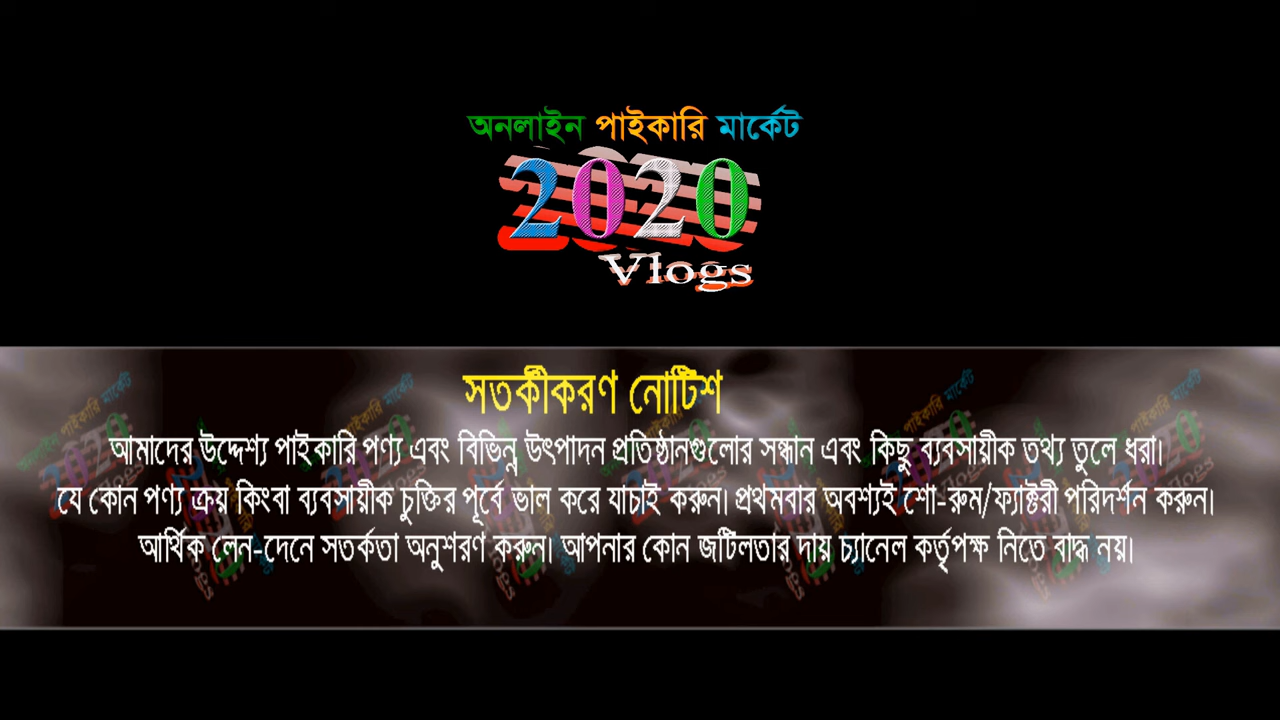 অনলাইন পাইকারি মার্কেট
2020
Vlogs
সতর্কীকরণ নোটিশ
আমাদের উদ্দেশ্য পাইকারি পণ্য এবং বিভিন্ন উৎপাদন প্রতিষ্ঠানগুলোর সন্ধান এবং কিছু ব্যবসায়ীক তথ্য তুলে ধরা।
যে কোন পণ্য ক্রয় কিংবা ব্যবসায়ীক চুক্তির পূর্বে ভাল করে যাচাই করুন। প্রথমবার অবশ্যই শো-রুম/ফ্যাক্টরী পরিদর্শন করুন।
আর্থিক লেন-দেনে সতর্কতা অনুশরণ করুন। আপনার কোন জটিলতার দায় চ্যানেল কর্তৃপক্ষ নিতে বাদ্ধ নয়।